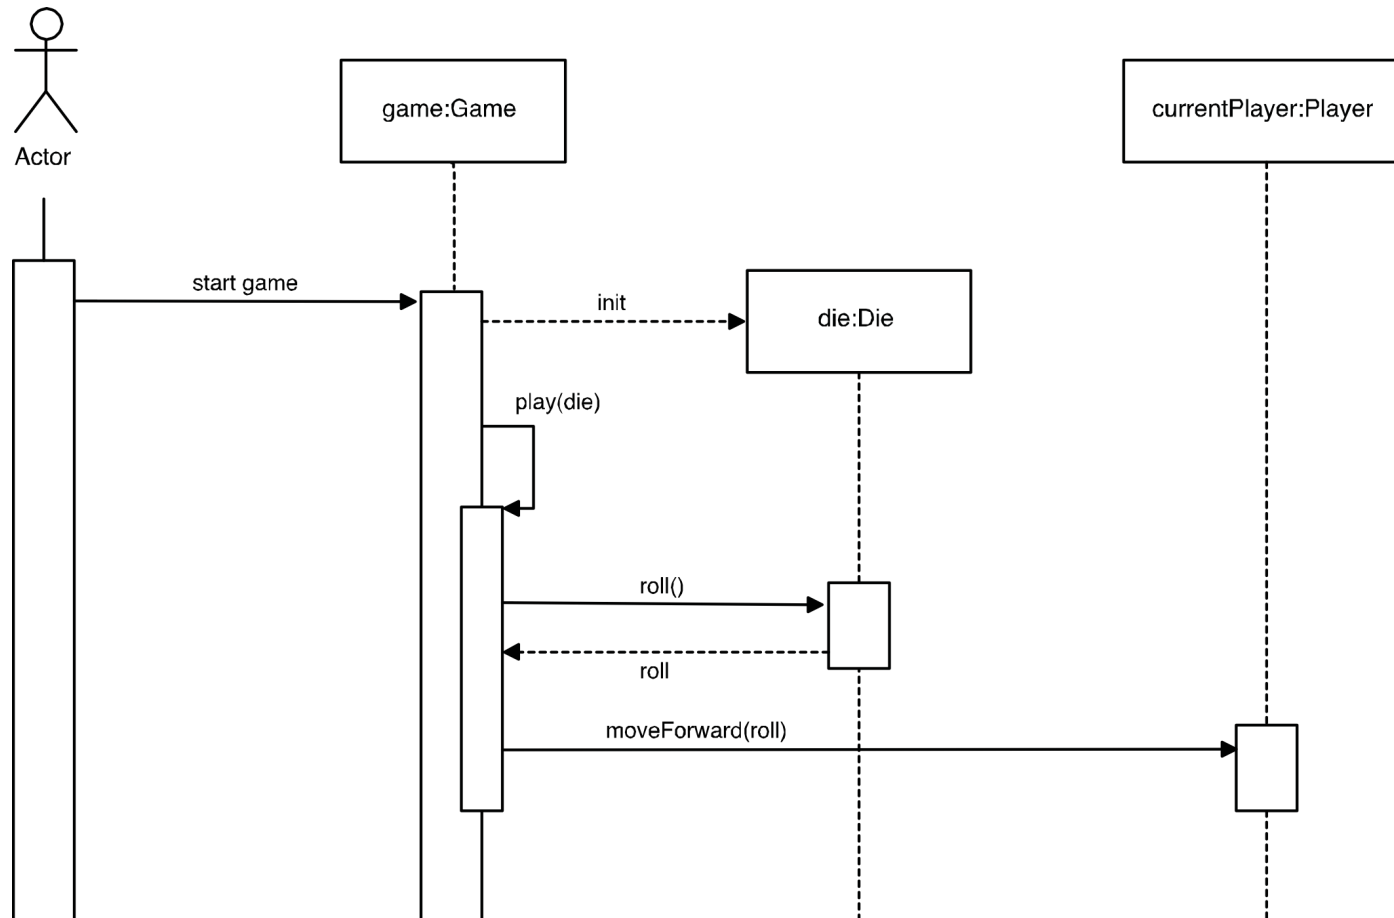 Actor
game:Game
currentPlayer:Player
start game
init
die:Die
play(die)
roll()
roll
moveForward(roll)